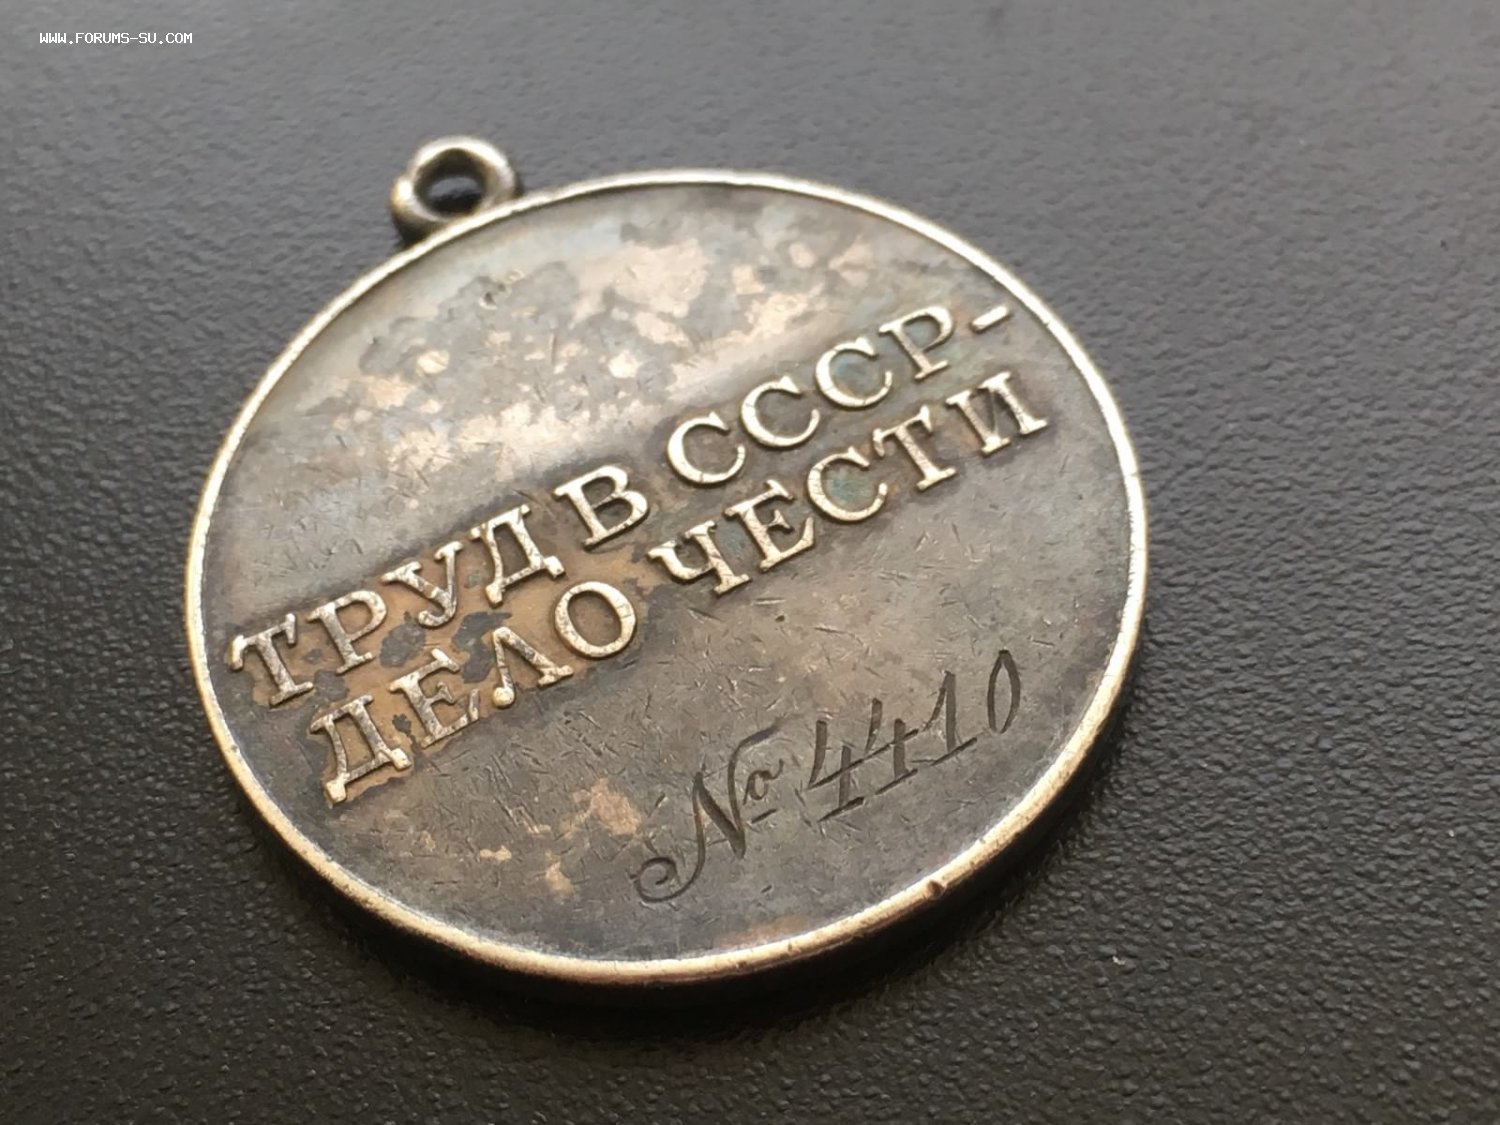 WWW.FORUMS-SU.COM
ТРУД В СССР-
ДЕЛО ЧЕСТИ
№ 4410